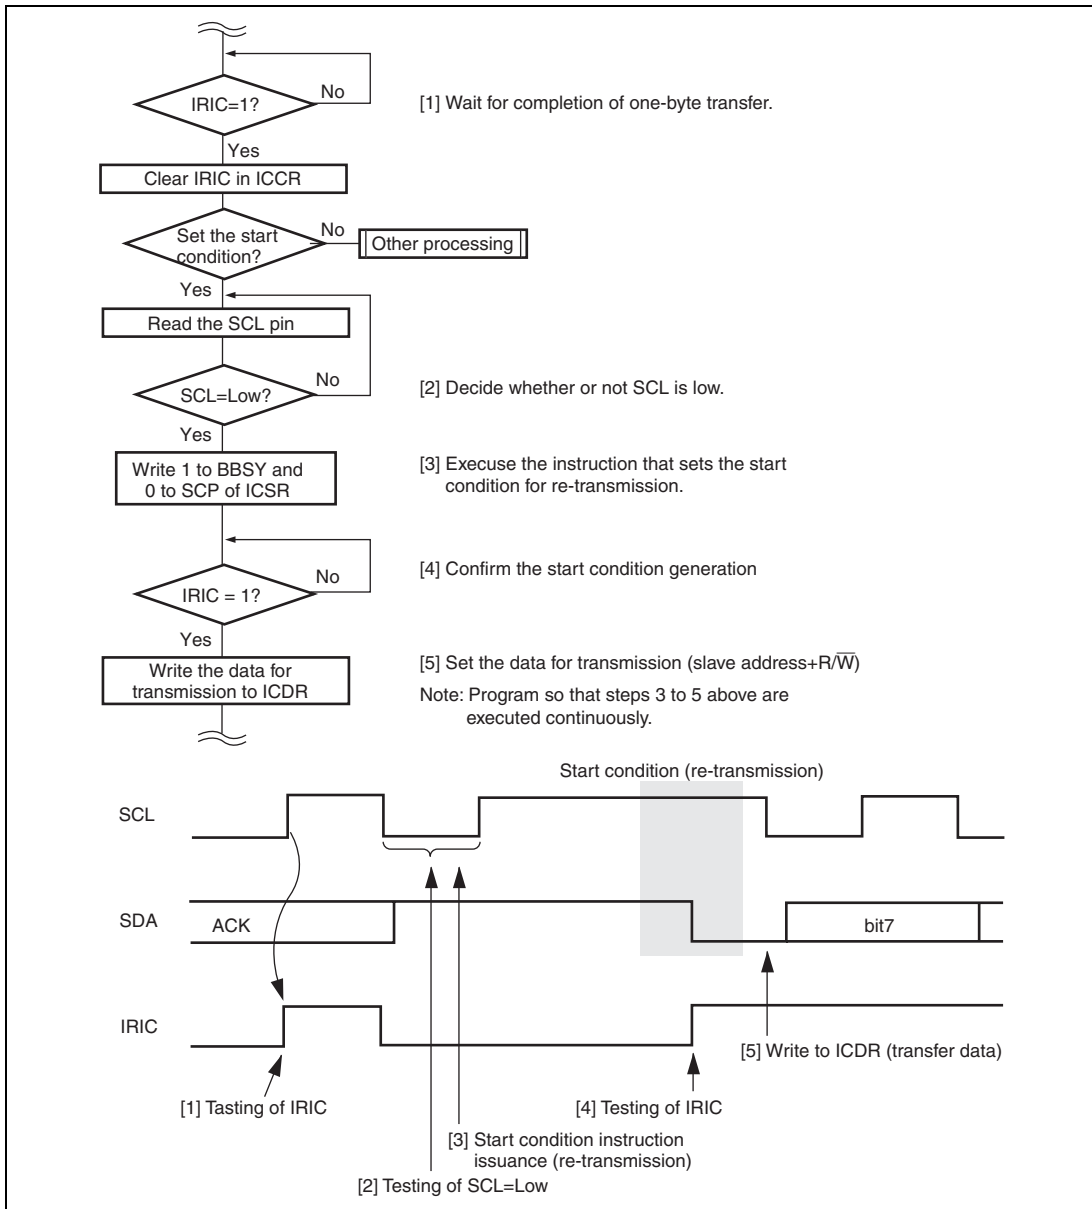 No
IRIC=1?
[1] Wait for completion of one-byte transfer.
Yes
Clear IRIC in ICCR
No
Set the start
condition?
Other processing
Yes
Read the SCL pin
No
SCL=Low?
[2] Decide whether or not SCL is low.
Yes
Write 1 to BBSY and
0 to SCP of ICSR
[3] Execuse the instruction that sets the start
condition for re-transmission.
No
IRIC = 1?
[4] Confirm the start condition generation
Yes
Write the data for
transmission to ICDR
[5] Set the data for transmission (slave address+R/W̅)
Note: Program so that steps 3 to 5 above are
executed continuously.
Start condition (re-transmission)
SCL
SDA
ACK
bit7
IRIC
[5] Write to ICDR (transfer data)
[1] Tasting of IRIC
[4] Testing of IRIC
[3] Start condition instruction
issuance (re-transmission)
[2] Testing of SCL=Low